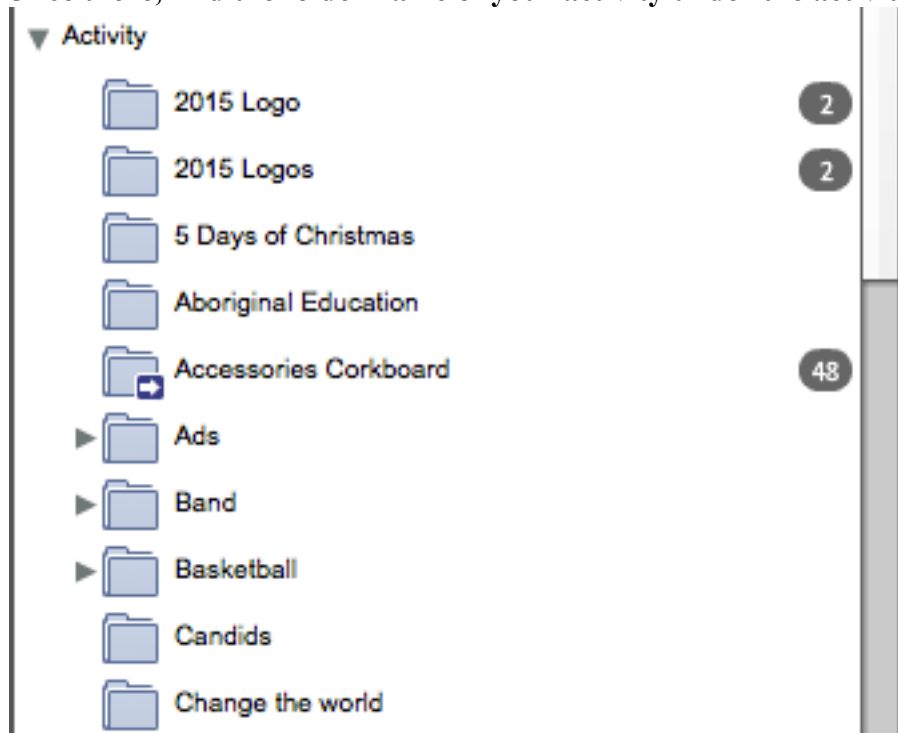 Activity
2015 Logo 2
2015 Logos 2
5 Days of Christmas
Aboriginal Education
Accessories Corkboard 48
Ads
Band
Basketball
Candids
Change the world